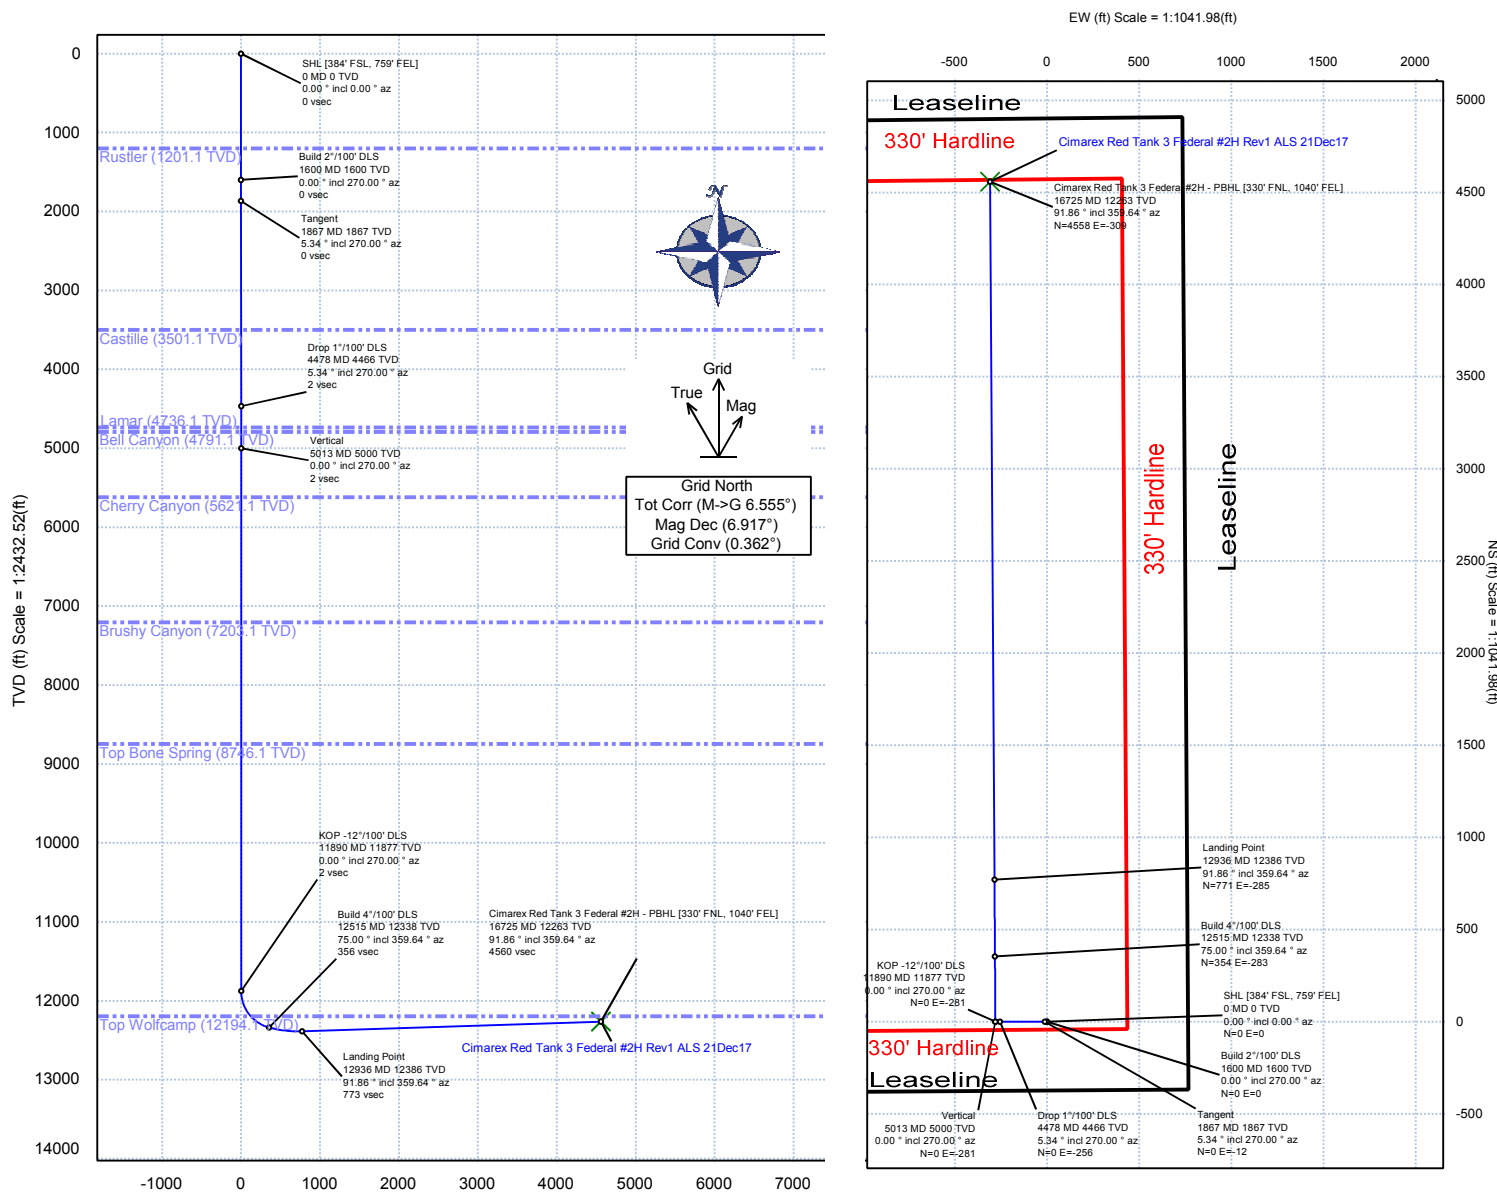 0
1000
2000
3000
4000
5000
6000
7000
8000
9000
10000
11000
12000
13000
14000
TVD (ft) Scale = 1:2432.52(ft)
-1000
0
1000
2000
3000
4000
5000
6000
7000
SHL [384' FSL, 759' FEL]
0 MD 0 TVD
0.00 ° incl 0.00 ° az
0 vsec
Rustler (1201.1 TVD)
Build 2°/100' DLS
1600 MD 1600 TVD
0.00 ° incl 270.00 ° az
0 vsec
Tangent
1867 MD 1867 TVD
5.34 ° incl 270.00 ° az
0 vsec
Castille (3501.1 TVD)
Drop 1°/100' DLS
4478 MD 4466 TVD
5.34 ° incl 270.00 ° az
2 vsec
Lamar (4736.1 TVD)
Bell Canyon (4791.1 TVD)
Vertical
5013 MD 5000 TVD
0.00 ° incl 270.00 ° az
2 vsec
Cherry Canyon (5621.1 TVD)
Brushy Canyon (7203.1 TVD)
Top Bone Spring (8746.1 TVD)
KOP -12°/100' DLS
11890 MD 11877 TVD
0.00 ° incl 270.00 ° az
2 vsec
Build 4°/100' DLS
12515 MD 12338 TVD
75.00 ° incl 359.64 ° az
356 vsec
Cimarex Red Tank 3 Federal #2H - PBHL [330' FNL, 1040' FEL]
16725 MD 12263 TVD
91.86 ° incl 359.64 ° az
4560 vsec
Top Wolfcamp (12194.1 TVD)
Cimarex Red Tank 3 Federal #2H Rev1 ALS 21Dec17
Landing Point
12936 MD 12386 TVD
91.86 ° incl 359.64 ° az
773 vsec
N
Grid
True
Mag
Grid North
Tot Corr (M->G 6.555°)
Mag Dec (6.917°)
Grid Conv (0.362°)
EW (ft) Scale = 1:1041.98(ft)
-500
0
500
1000
1500
2000
5000
4500
4000
3500
3000
2500
2000
1500
1000
500
0
-500
NS (ft) Scale = 1:1041.98(ft)
Leaseline
330' Hardline
Cimarex Red Tank 3 Federal #2H Rev1 ALS 21Dec17
Cimarex Red Tank 3 Federal #2H - PBHL [330' FNL, 1040' FEL]
16725 MD 12263 TVD
91.86 ° incl 359.64 ° az
N=4558 E=-309
330' Hardline
Leaseline
Landing Point
12936 MD 12386 TVD
91.86 ° incl 359.64 ° az
N=771 E=-285
Build 4°/100' DLS
12515 MD 12338 TVD
75.00 ° incl 359.64 ° az
N=354 E=-283
KOP -12°/100' DLS
11890 MD 11877 TVD
0.00 ° incl 270.00 ° az
N=0 E=-281
SHL [384' FSL, 759' FEL]
0 MD 0 TVD
0.00 ° incl 0.00 ° az
N=0 E=0
330' Hardline
Leaseline
Build 2°/100' DLS
1600 MD 1600 TVD
0.00 ° incl 270.00 ° az
N=0 E=0
Vertical
5013 MD 5000 TVD
0.00 ° incl 270.00 ° az
N=0 E=-281
Drop 1°/100' DLS
4478 MD 4466 TVD
5.34 ° incl 270.00 ° az
N=0 E=-256
Tangent
1867 MD 1867 TVD
5.34 ° incl 270.00 ° az
N=0 E=-12